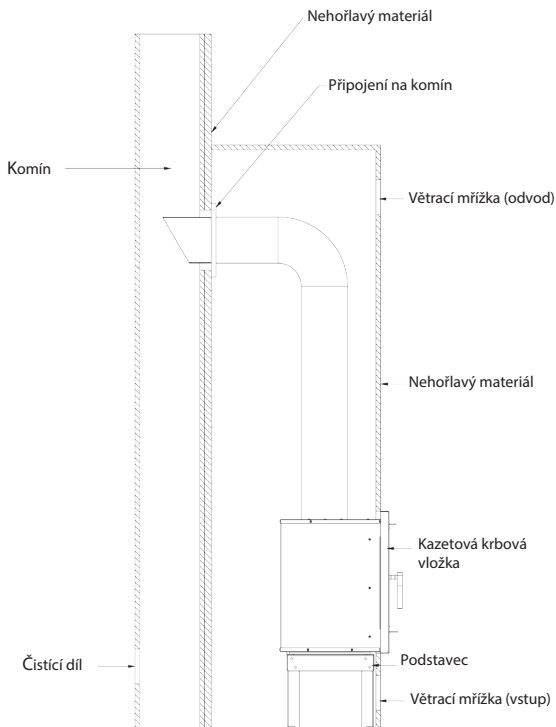 Nehořlavý materiál
Připojení na komín
Komín
Větrací mřížka (odvod)
Nehořlavý materiál
Kazetová krbová
vložka
Čistící díl
Podstavec
Větrací mřížka (vstup)